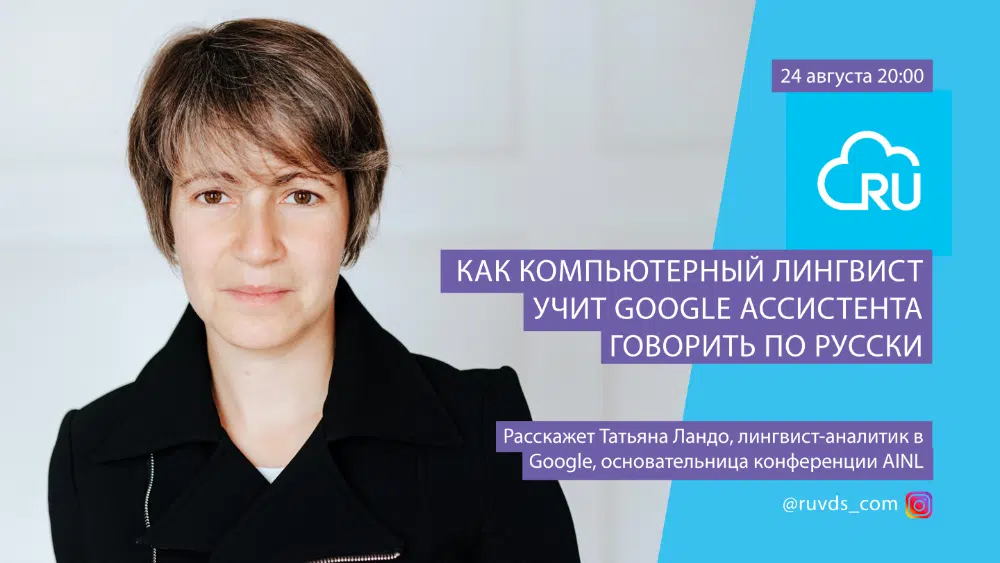 24 августа 20:00
RU
КАК КОМПЬЮТЕРНЫЙ ЛИНГВИСТ
УЧИТ GOOGLE АССИСТЕНТА
ГОВОРИТЬ ПО РУССКИ
Расскажет Татьяна Ландо, лингвист-аналитик в
Google, основательница конференции AINL
@ruvds_com